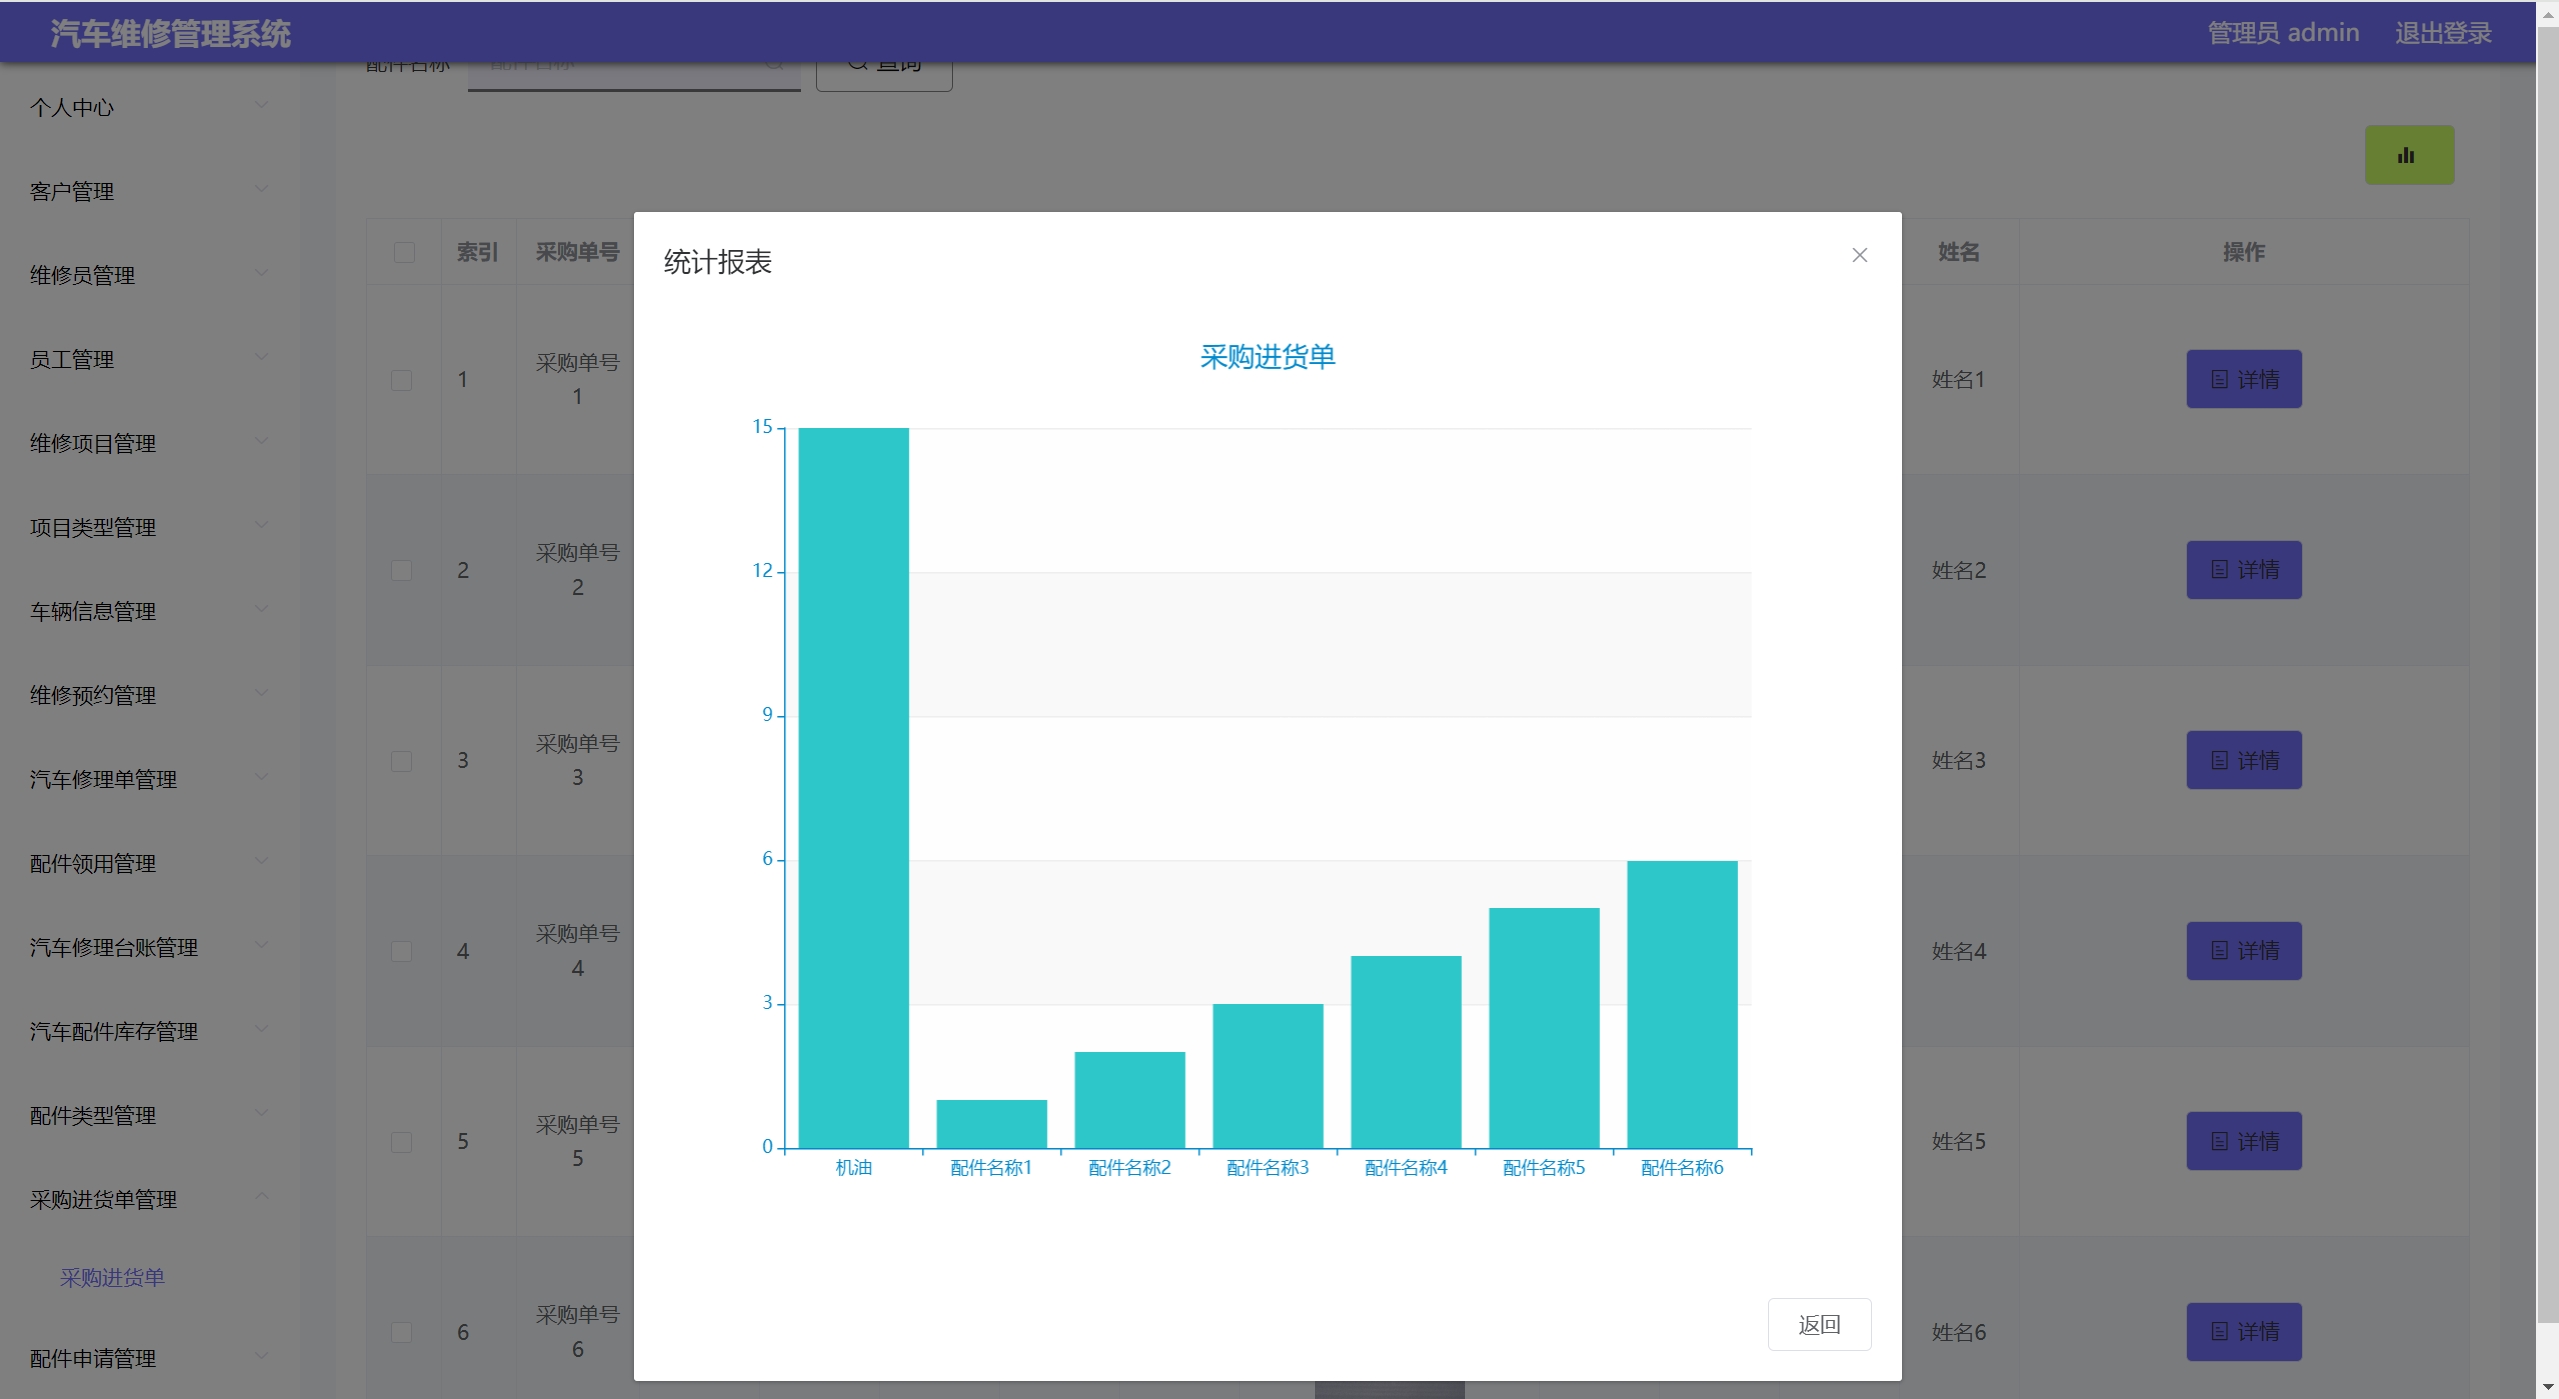 汽车维修管理系统
管理员 admin
退出登录
配件名称
配件名称
查询
个人中心
客户管理
维修员管理
员工管理
维修项目管理
项目类型管理
车辆信息管理
维修预约管理
汽车修理单管理
配件领用管理
汽车修理台账管理
汽车配件库存管理
配件类型管理
采购进货单管理
采购进货单
配件申请管理
索引
采购单号
姓名
操作
1
采购单号
1
姓名1
详情
2
采购单号
2
姓名2
详情
3
采购单号
3
姓名3
详情
4
采购单号
4
姓名4
详情
5
采购单号
5
姓名5
详情
6
采购单号
6
姓名6
详情
统计报表
采购进货单
15
12
9
6
3
0
机油
配件名称1
配件名称2
配件名称3
配件名称4
配件名称5
配件名称6
返回